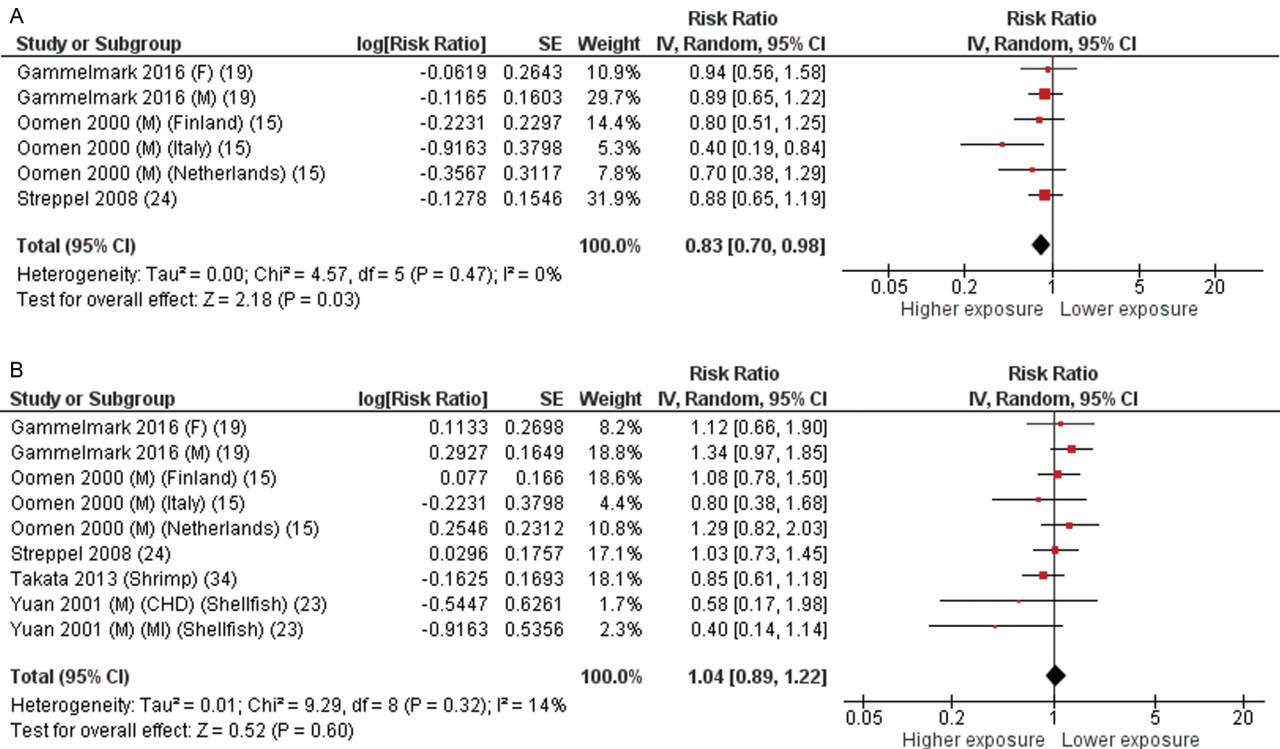 A
Risk Ratio Risk Ratio
Study or Subgroup log[Risk Ratio] SE Weight IV, Random, 95% CI IV, Random, 95% CI
Gammelmark 2016 (F) (19) -0.0619 0.2643 10.9% 0.94 [0.56, 1.58]
Gammelmark 2016 (M) (19) -0.1165 0.1603 29.7% 0.89 [0.65, 1.22]
Oomen 2000 (M) (Finland) (15) -0.2231 0.2297 14.4% 0.80 [0.51, 1.25]
Oomen 2000 (M) (Italy) (15) -0.9163 0.3798 5.3% 0.40 [0.19, 0.84]
Oomen 2000 (M) (Netherlands) (15) -0.3567 0.3117 7.8% 0.70 [0.38, 1.29]
Streppel 2008 (24) -0.1278 0.1546 31.9% 0.88 [0.65, 1.19]
Total (95% CI) 100.0% 0.83 [0.70, 0.98]
Heterogeneity: Tau² = 0.00; Chi² = 4.57, df = 5 (P = 0.47); I² = 0%
Test for overall effect: Z = 2.18 (P = 0.03)
0.05 0.2 1 5 20
Higher exposure Lower exposure
B
Risk Ratio Risk Ratio
Study or Subgroup log[Risk Ratio] SE Weight IV, Random, 95% CI IV, Random, 95% CI
Gammelmark 2016 (F) (19) 0.1133 0.2698 8.2% 1.12 [0.66, 1.90]
Gammelmark 2016 (M) (19) 0.2927 0.1649 18.8% 1.34 [0.97, 1.85]
Oomen 2000 (M) (Finland) (15) 0.077 0.166 18.6% 1.08 [0.78, 1.50]
Oomen 2000 (M) (Italy) (15) -0.2231 0.3798 4.4% 0.80 [0.38, 1.68]
Oomen 2000 (M) (Netherlands) (15) 0.2546 0.2312 10.8% 1.29 [0.82, 2.03]
Streppel 2008 (24) 0.0296 0.1757 17.1% 1.03 [0.73, 1.45]
Takata 2013 (Shrimp) (34) -0.1625 0.1693 18.1% 0.85 [0.61, 1.18]
Yuan 2001 (M) (CHD) (Shellfish) (23) -0.5447 0.6261 1.7% 0.58 [0.17, 1.98]
Yuan 2001 (M) (MI) (Shellfish) (23) -0.9163 0.5356 2.3% 0.40 [0.14, 1.14]
Total (95% CI) 100.0% 1.04 [0.89, 1.22]
Heterogeneity: Tau² = 0.01; Chi² = 9.29, df = 8 (P = 0.32); I² = 14%
Test for overall effect: Z = 0.52 (P = 0.60)
0.05 0.2 1 5 20
Higher exposure Lower exposure